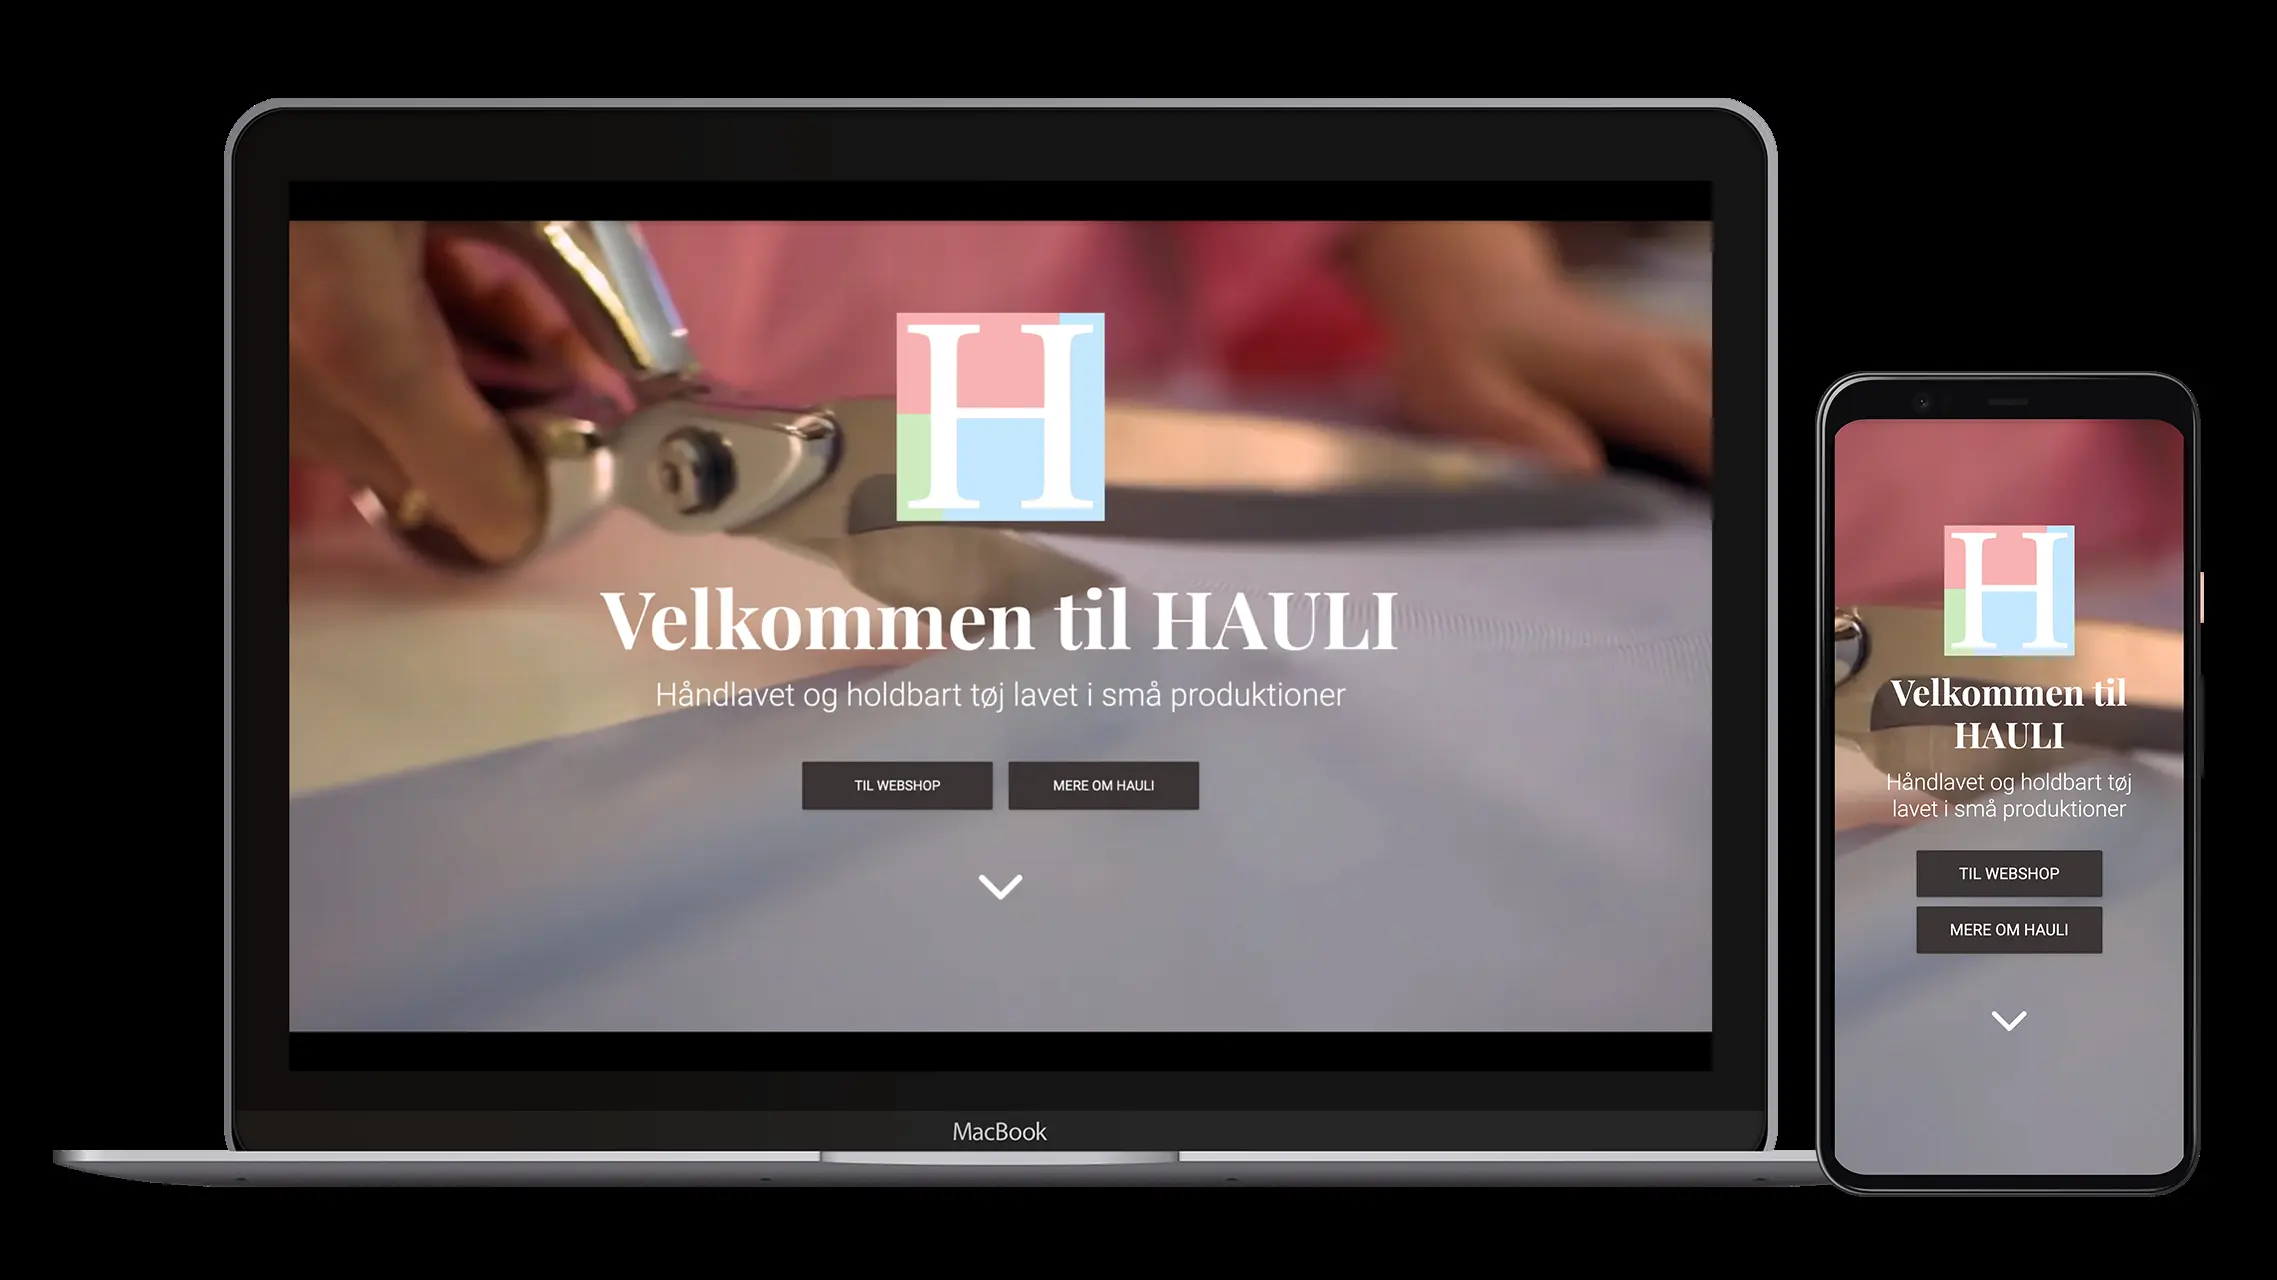 H
Velkommen til HAULI
Håndlavet og holdbart tøj lavet i små produktioner
TIL WEBSHOP
MERE OM HAULI
MacBook
H
Velkommen til
HAULI
Håndlavet og holdbart tøj
lavet i små produktioner
TIL WEBSHOP
MERE OM HAULI